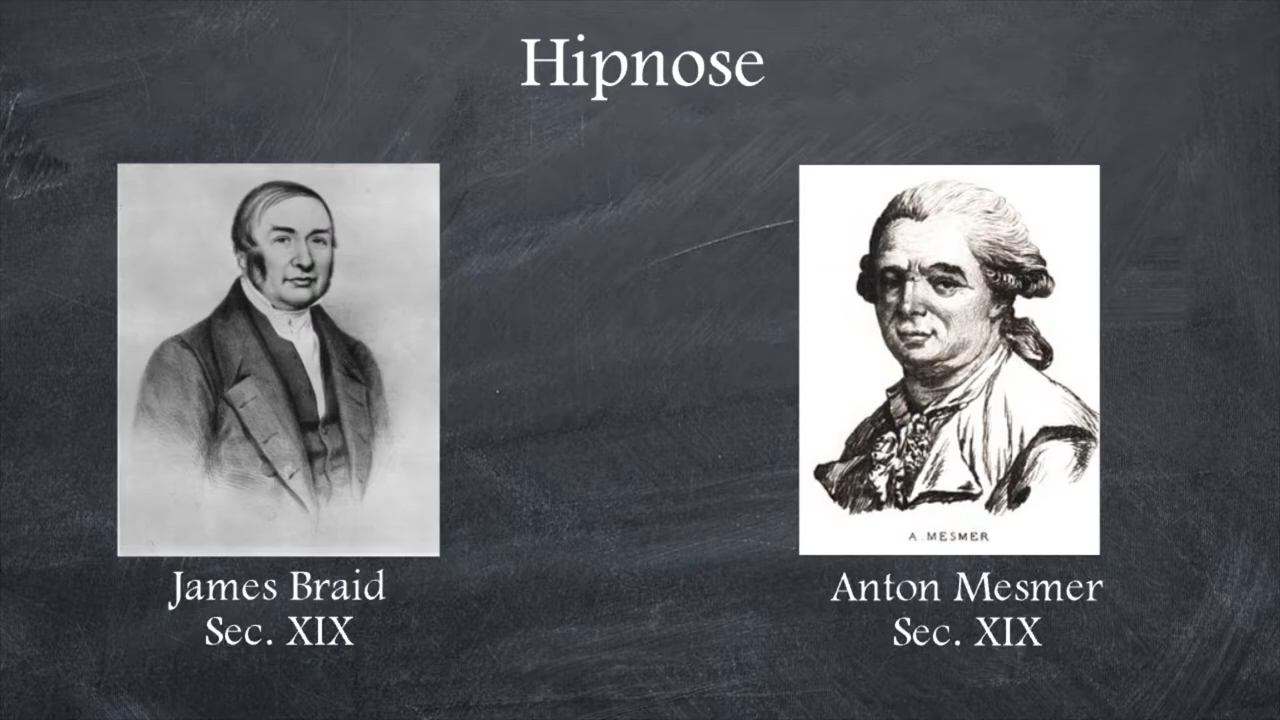 Hipnose
A. MESMER
James Braid
Sec. XIX
Anton Mesmer
Sec. XIX